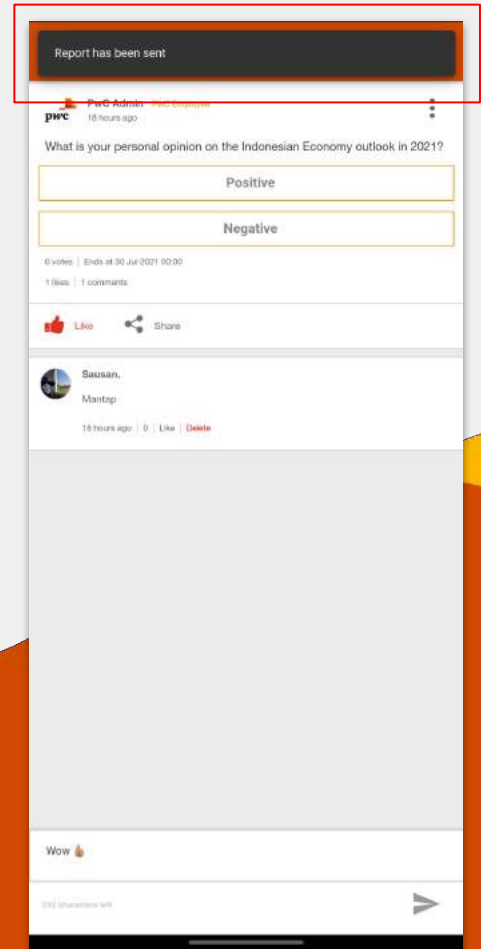 Report has been sent
pwc
PwC Admin PwC Employee
18 hours ago
What is your personal opinion on the Indonesian Economy outlook in 2021?
Positive
Negative
0 votes | Ends at 30 Jul 2021 00:00
1 likes | 1 comments
Like Share
Sausan.
Mantap
18 hours ago | 0 | Like | Delete
Wow 👍🏽
characters left